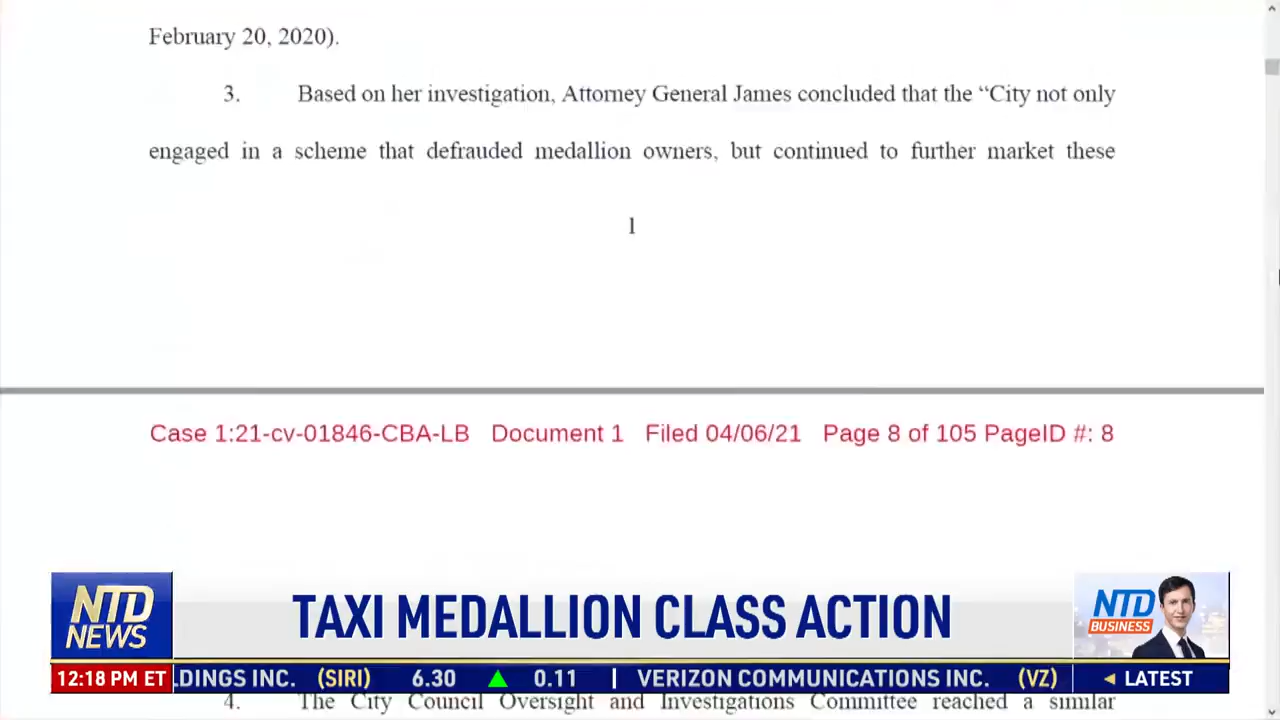 February 20, 2020).
3. Based on her investigation, Attorney General James concluded that the “City not only
engaged in a scheme that defrauded medallion owners, but continued to further market these
1
Case 1:21-cv-01846-CBA-LB Document 1 Filed 04/06/21 Page 8 of 105 PageID #: 8
NTD
NEWS
TAXI MEDALLION CLASS ACTION
NTD
BUSINESS
12:18 PM ET
LDINGS INC. (SIRI) 6.30 ▲ 0.11 | VERIZON COMMUNICATIONS INC. (VZ)
◄ LATEST
4. The City Council Oversight and Investigations Committee reached a similar